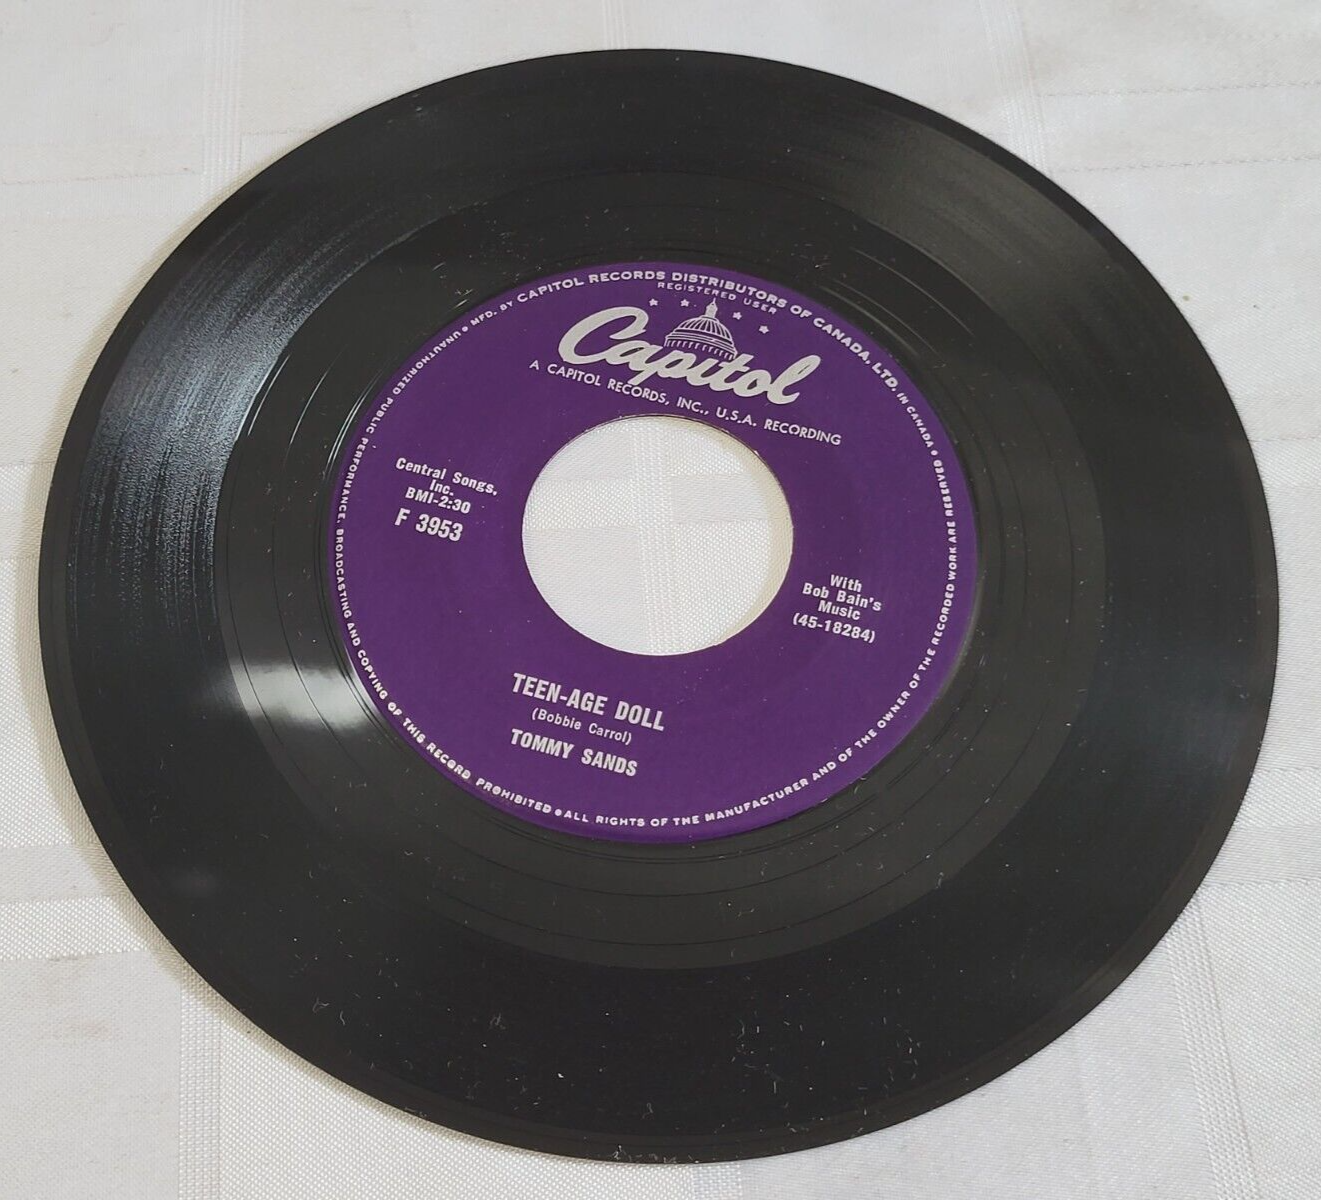 MFD. BY CAPITOL RECORDS DISTRIBUTORS OF CANADA, LTD. IN CANADA • ALL RIGHTS OF THE MANUFACTURER AND OF THE OWNER OF THE RECORDED WORK ARE RESERVED
UNAUTHORIZED PUBLIC PERFORMANCE, BROADCASTING AND COPYING OF THIS RECORD PROHIBITED •
REGISTERED USER
Capitol
A CAPITOL RECORDS, INC., U.S.A. RECORDING
Central Songs,
Inc.
BMI-2:30
F 3953
With
Bob Bain's
Music
(45-18284)
TEEN-AGE DOLL
(Bobbie Carrol)
TOMMY SANDS